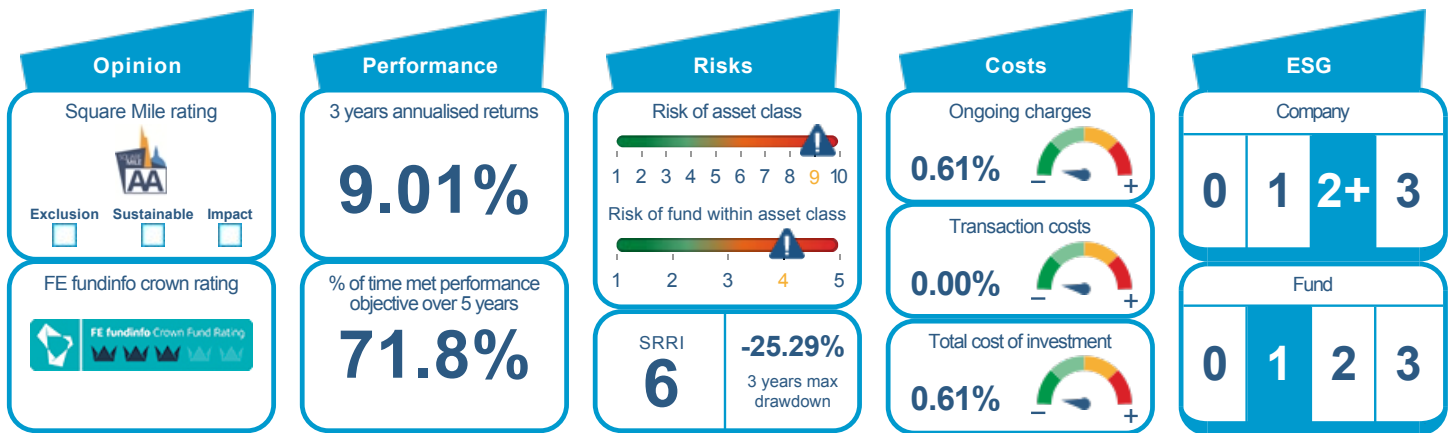 Opinion
Square Mile rating
SQUARE
MILE
AA
Exclusion Sustainable Impact
FE fundinfo crown rating
FE fundinfo Crown Fund Rating
Performance
3 years annualised returns
9.01%
% of time met performance
objective over 5 years
71.8%
Risks
Risk of asset class
1 2 3 4 5 6 7 8 9 10
Risk of fund within asset class
1 2 3 4 5
SRRI
6
-25.29%
3 years max
drawdown
Costs
Ongoing charges
0.61%
– +
Transaction costs
0.00%
– +
Total cost of investment
0.61%
– +
ESG
Company
0 1 2+ 3
Fund
0 1 2 3